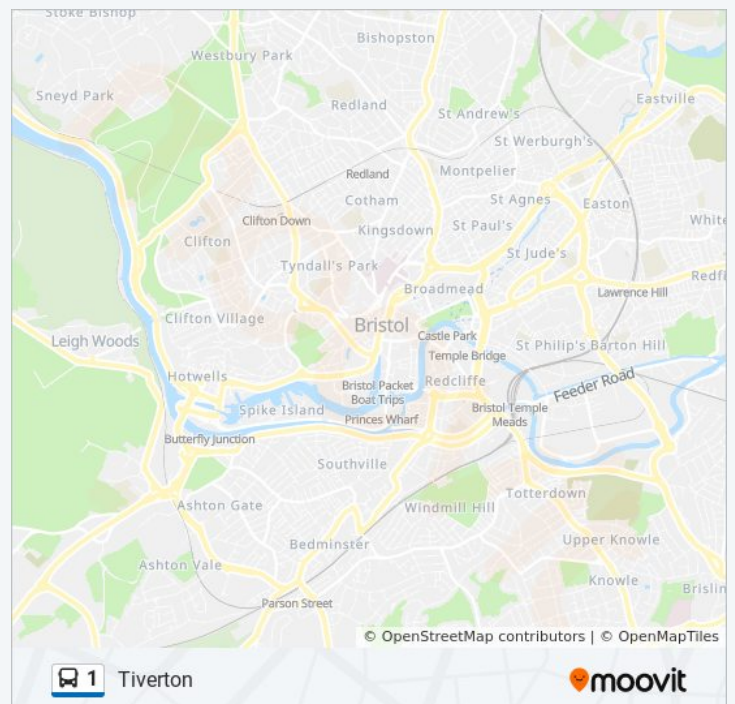 Stoke Bishop
Bishopston
Westbury Park
Sneyd Park
Redland
Eastville
St Andrew's
St Werburgh's
Redland
Montpelier
Cotham
St Agnes
Easton
Clifton Down
White
Kingsdown
St Paul's
Clifton
St Jude's
Tyndall's Park
Redfi
Broadmead
Lawrence Hill
Clifton Village
Bristol
Castle Park
Leigh Woods
St Philip's
Barton Hill
Temple Bridge
Hotwells
Bristol Packet
Boat Trips
Redcliffe
Feeder Road
Spike Island
Princes Wharf
Bristol Temple
Meads
Butterfly Junction
Southville
Totterdown
Ashton Gate
Windmill Hill
Bedminster
Upper Knowle
Ashton Vale
Knowle
Brislin
Parson Street
© OpenStreetMap contributors | © OpenMapTiles
1 Tiverton
moovit